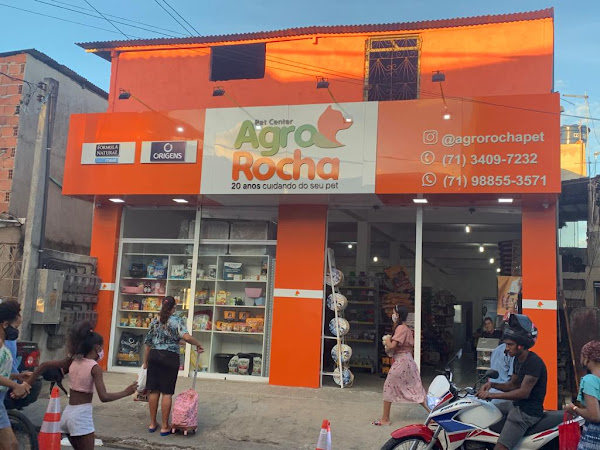 FORMULA
NATURAL
ORIGENS
Pet Center
Agro
Rocha
20 anos cuidando do seu pet
@agrorochapet
(71) 3409-7232
(71) 98855-3571